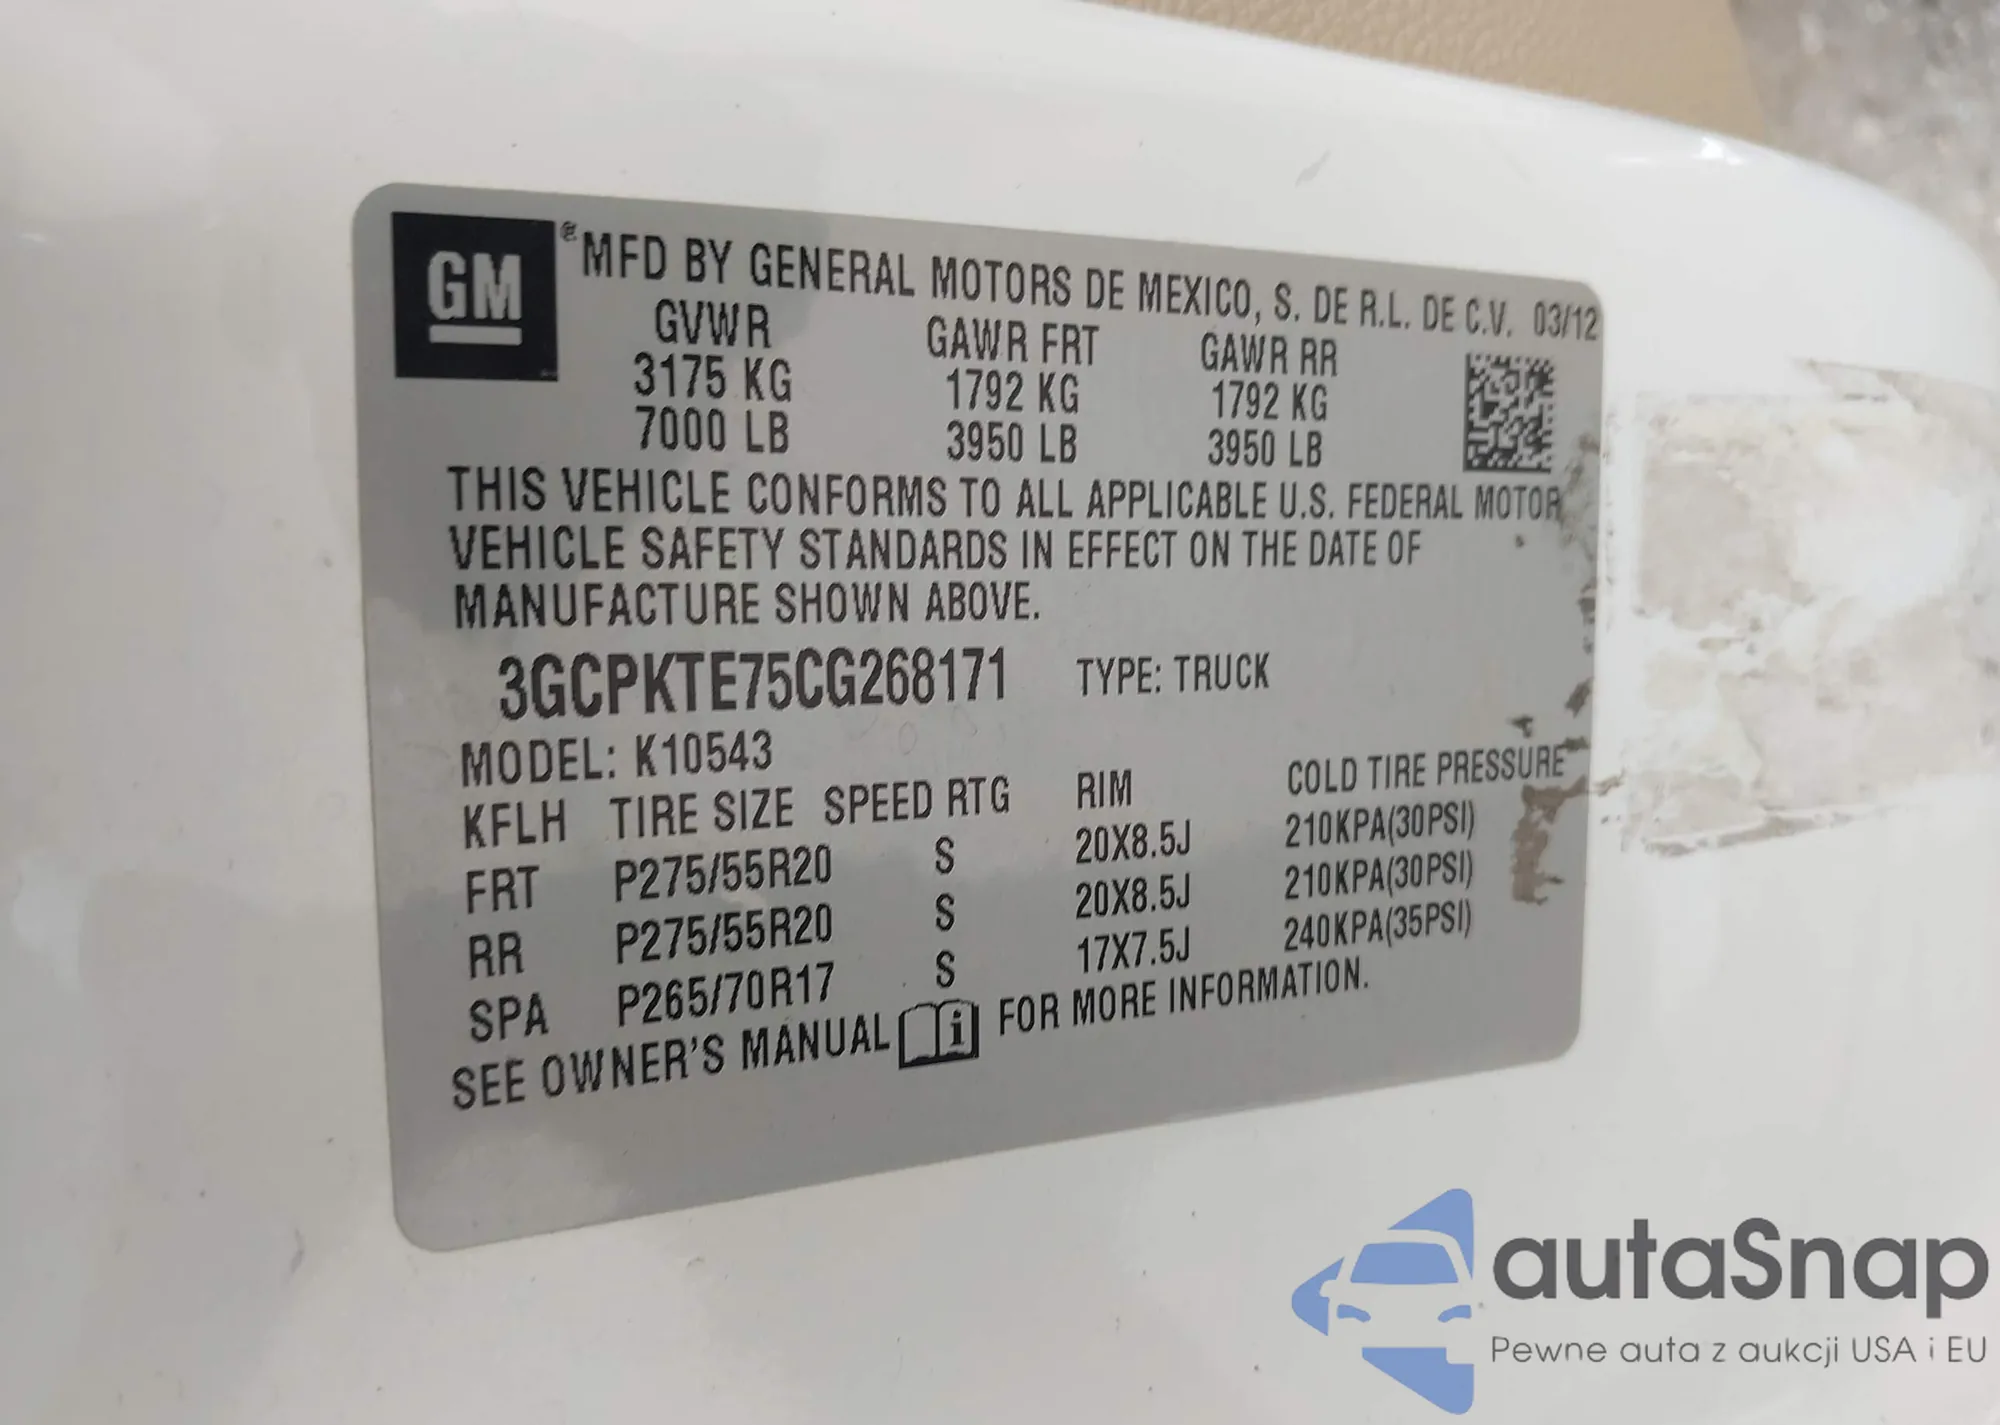 GM
® MFD BY GENERAL MOTORS DE MEXICO, S. DE R.L. DE C.V. 03/12
GVWR GAWR FRT GAWR RR
3175 KG 1792 KG 1792 KG
7000 LB 3950 LB 3950 LB
THIS VEHICLE CONFORMS TO ALL APPLICABLE U.S. FEDERAL MOTOR
VEHICLE SAFETY STANDARDS IN EFFECT ON THE DATE OF
MANUFACTURE SHOWN ABOVE.
3GCPKTE75CG268171 TYPE: TRUCK
MODEL: K10543
KFLH TIRE SIZE SPEED RTG RIM COLD TIRE PRESSURE
FRT P275/55R20 S 20X8.5J 210KPA(30PSI)
RR P275/55R20 S 20X8.5J 210KPA(30PSI)
SPA P265/70R17 S 17X7.5J 240KPA(35PSI)
SEE OWNER'S MANUAL i FOR MORE INFORMATION.
autaSnap
Pewne auta z aukcji USA i EU